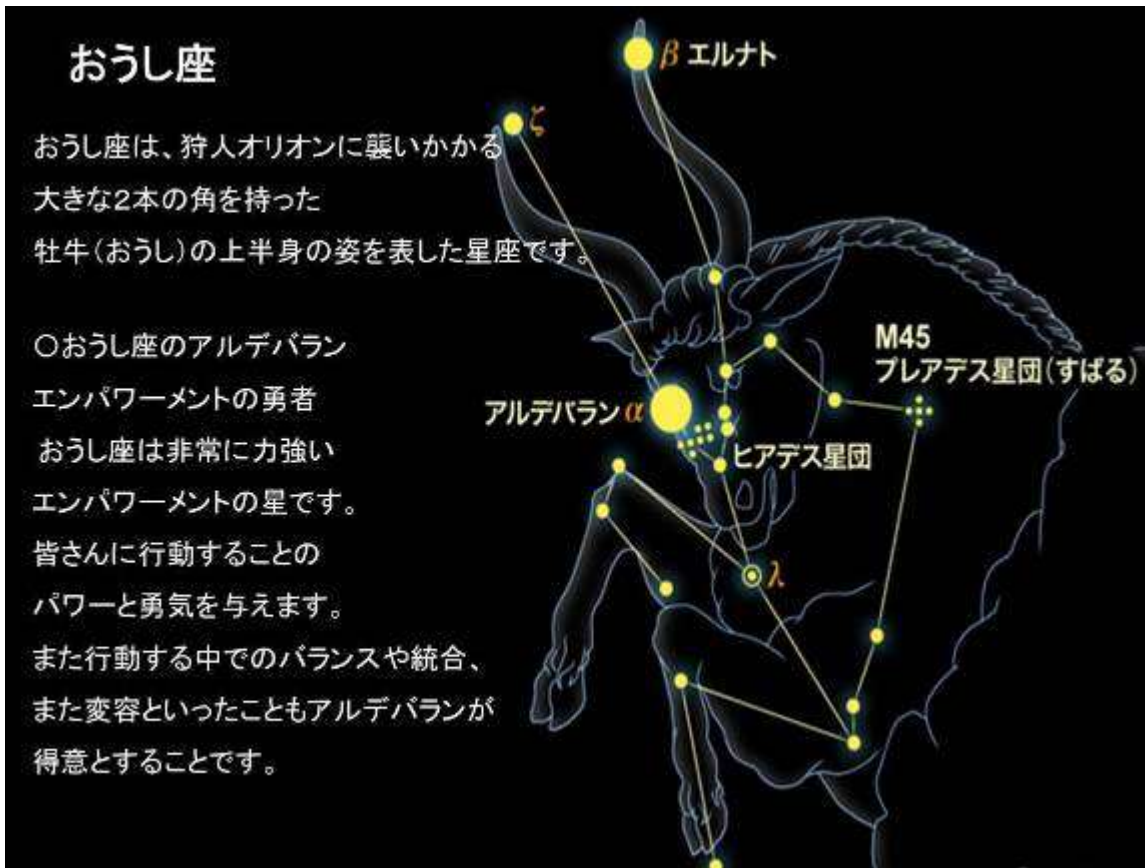 おうし座
おうし座は、狩人オリオンに襲いかかる
大きな2本の角を持った
牡牛(おうし)の上半身の姿を表した星座です。
〇おうし座のアルデバラン
エンパワーメントの勇者
おうし座は非常に力強い
エンパワーメントの星です。
皆さんに行動することの
パワーと勇気を与えます。
また行動する中でのバランスや統合、
また変容といったこともアルデバランが
得意とすることです。
β エルナト
ζ
M45
プレアデス星団(すばる)
アルデバラン α
ヒアデス星団
λ